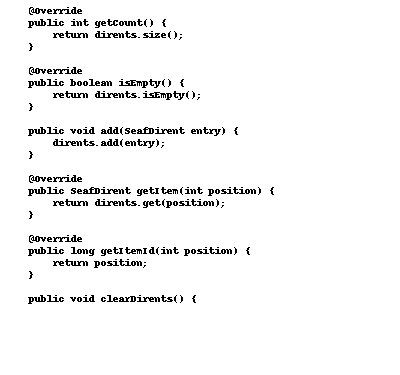 @Override
public int getCount() {
    return dirents.size();
}

@Override
public boolean isEmpty() {
    return dirents.isEmpty();
}

public void add(SeafDirent entry) {
    dirents.add(entry);
}

@Override
public SeafDirent getItem(int position) {
    return dirents.get(position);
}

@Override
public long getItemId(int position) {
    return position;
}

public void clearDirents() {